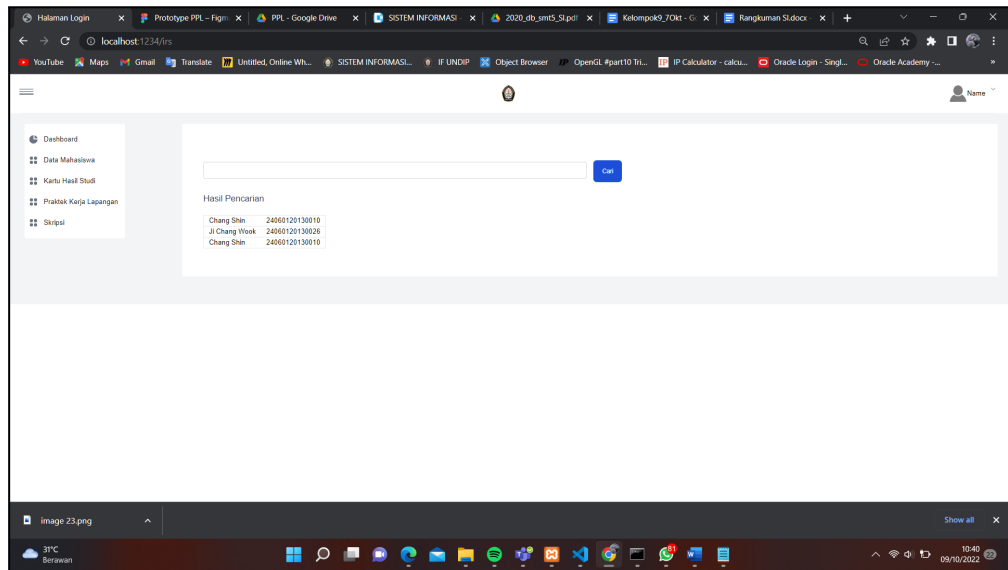 Halaman Login
Prototype PPL – Figm
PPL - Google Drive
SISTEM INFORMASI -
2020_db_smt5_SI.pdf
Kelompok9_7Okt - Go
Rangkuman SI.docx -
localhost:1234/irs
YouTube
Maps
Gmail
Translate
Untitled, Online Wh...
SISTEM INFORMASI...
IF UNDIP
Object Browser
OpenGL #part10 Tri...
IP Calculator - calcu...
Oracle Login - Singl...
Oracle Academy -...
Name
Dashboard
Data Mahasiswa
Kartu Hasil Studi
Praktek Kerja Lapangan
Skripsi
Cari
Hasil Pencarian
Chang Shin 24060120130010
Ji Chang Wook 24060120130026
Chang Shin 24060120130010
image 23.png
Show all
31°C
Berawan
81
10:40
09/10/2022
22